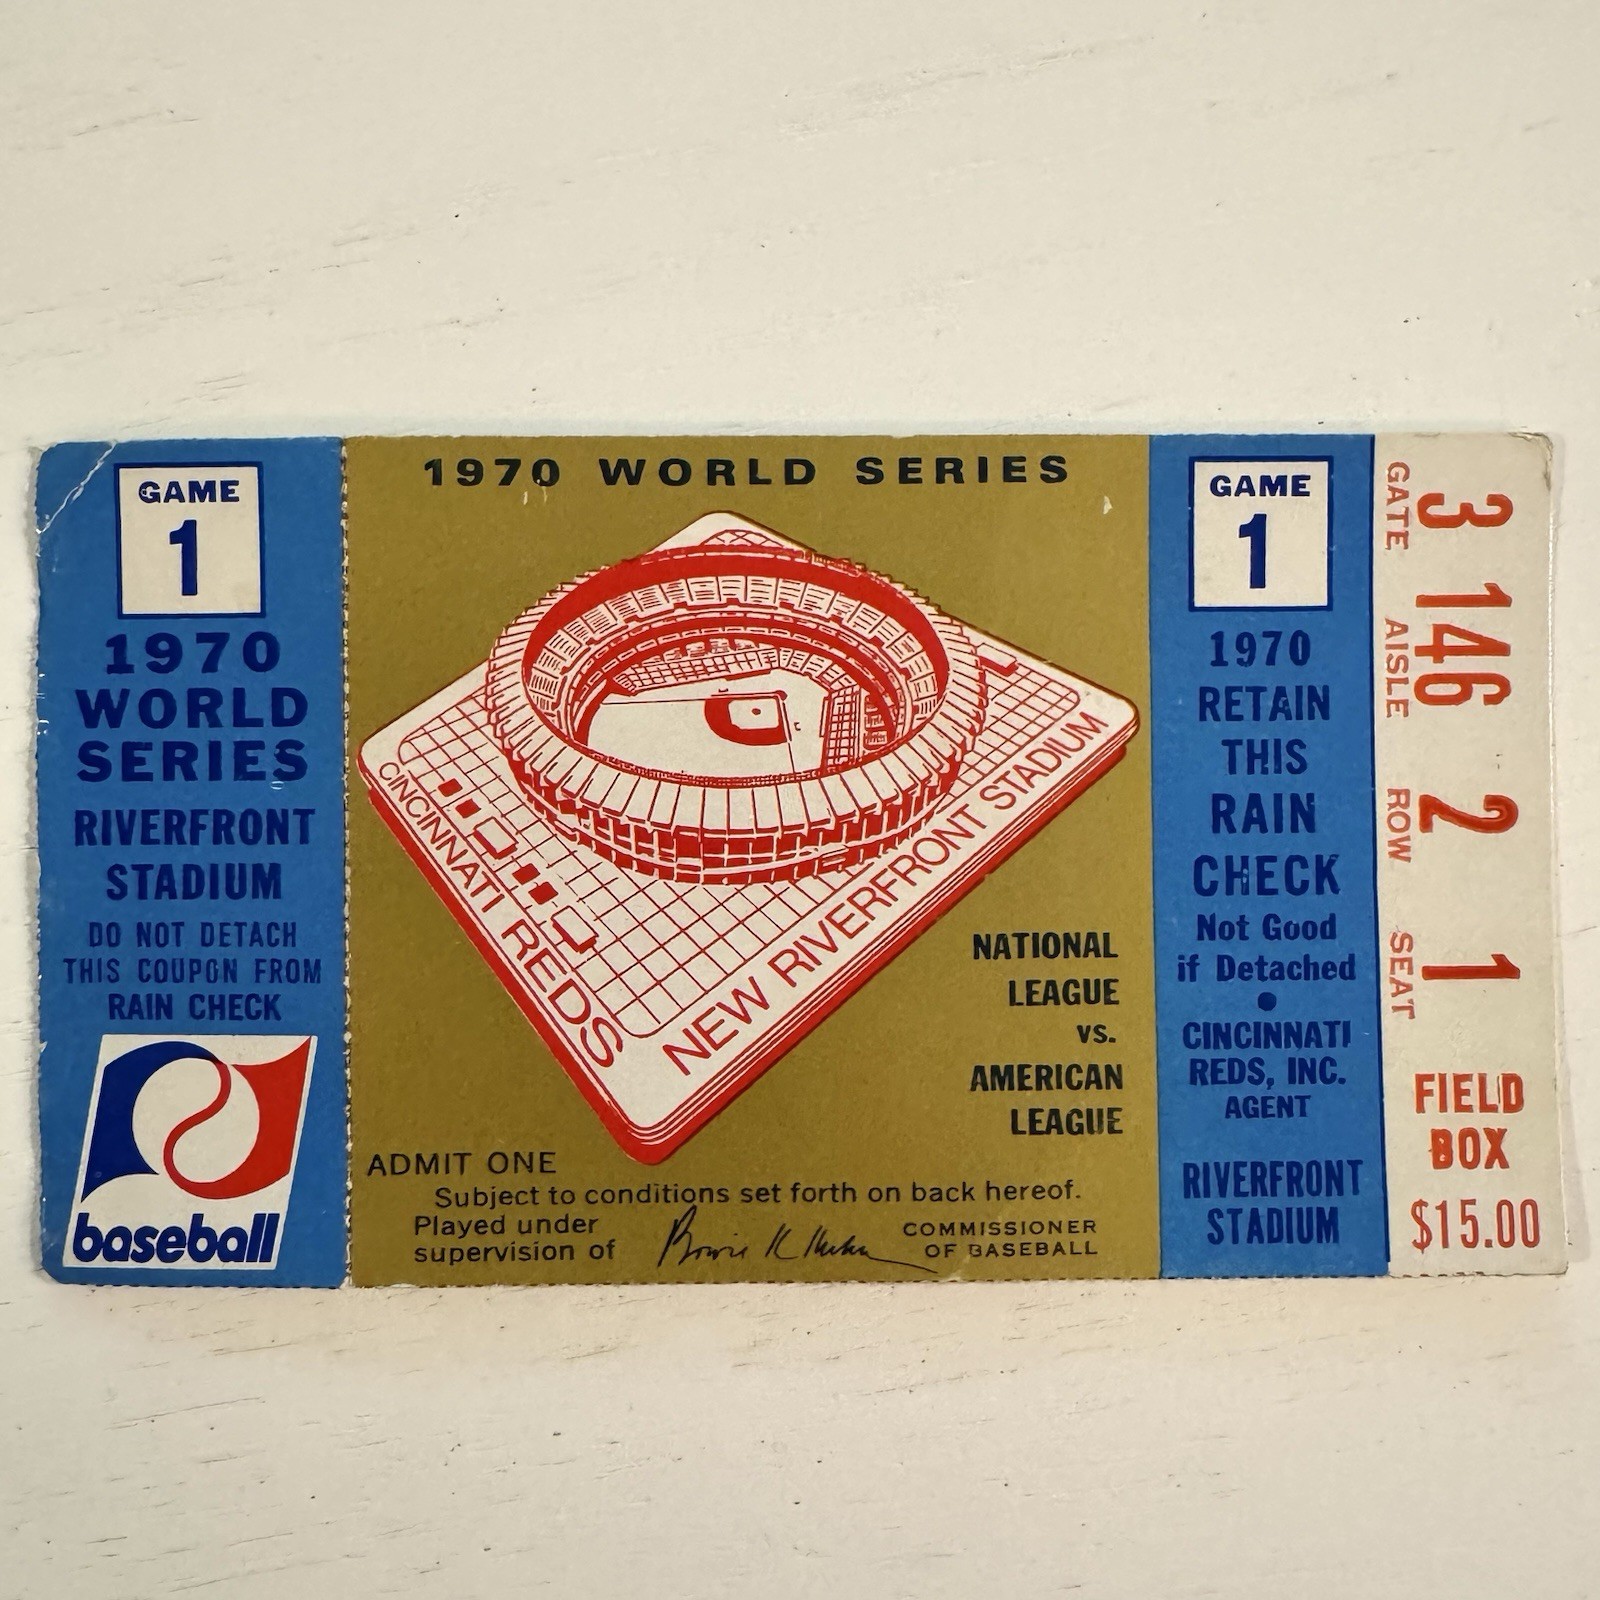 GAME
1
1970
WORLD
SERIES
RIVERFRONT
STADIUM
DO NOT DETACH
THIS COUPON FROM
RAIN CHECK
baseball
1970 WORLD SERIES
CINCINNATI REDS
NEW RIVERFRONT STADIUM
NATIONAL
LEAGUE
vs.
AMERICAN
LEAGUE
ADMIT ONE
Subject to conditions set forth on back hereof.
Played under
supervision of
Bowie K Kuhn
COMMISSIONER
OF BASEBALL
GAME
1
1970
RETAIN
THIS
RAIN
CHECK
Not Good
if Detached
CINCINNATI
REDS, INC.
AGENT
RIVERFRONT
STADIUM
GATE 3
AISLE 146
ROW 2
SEAT 1
FIELD
BOX
$15.00